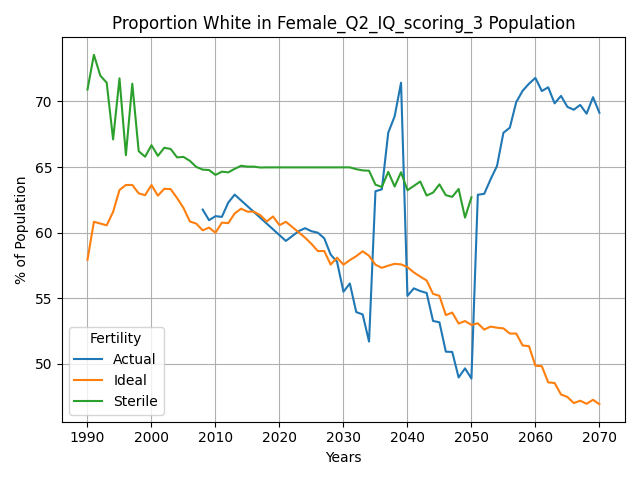 Proportion White in Female_Q2_IQ_scoring_3 Population
% of Population
70
65
60
55
50
Fertility
Actual
Ideal
Sterile
1990 2000 2010 2020 2030 2040 2050 2060 2070
Years